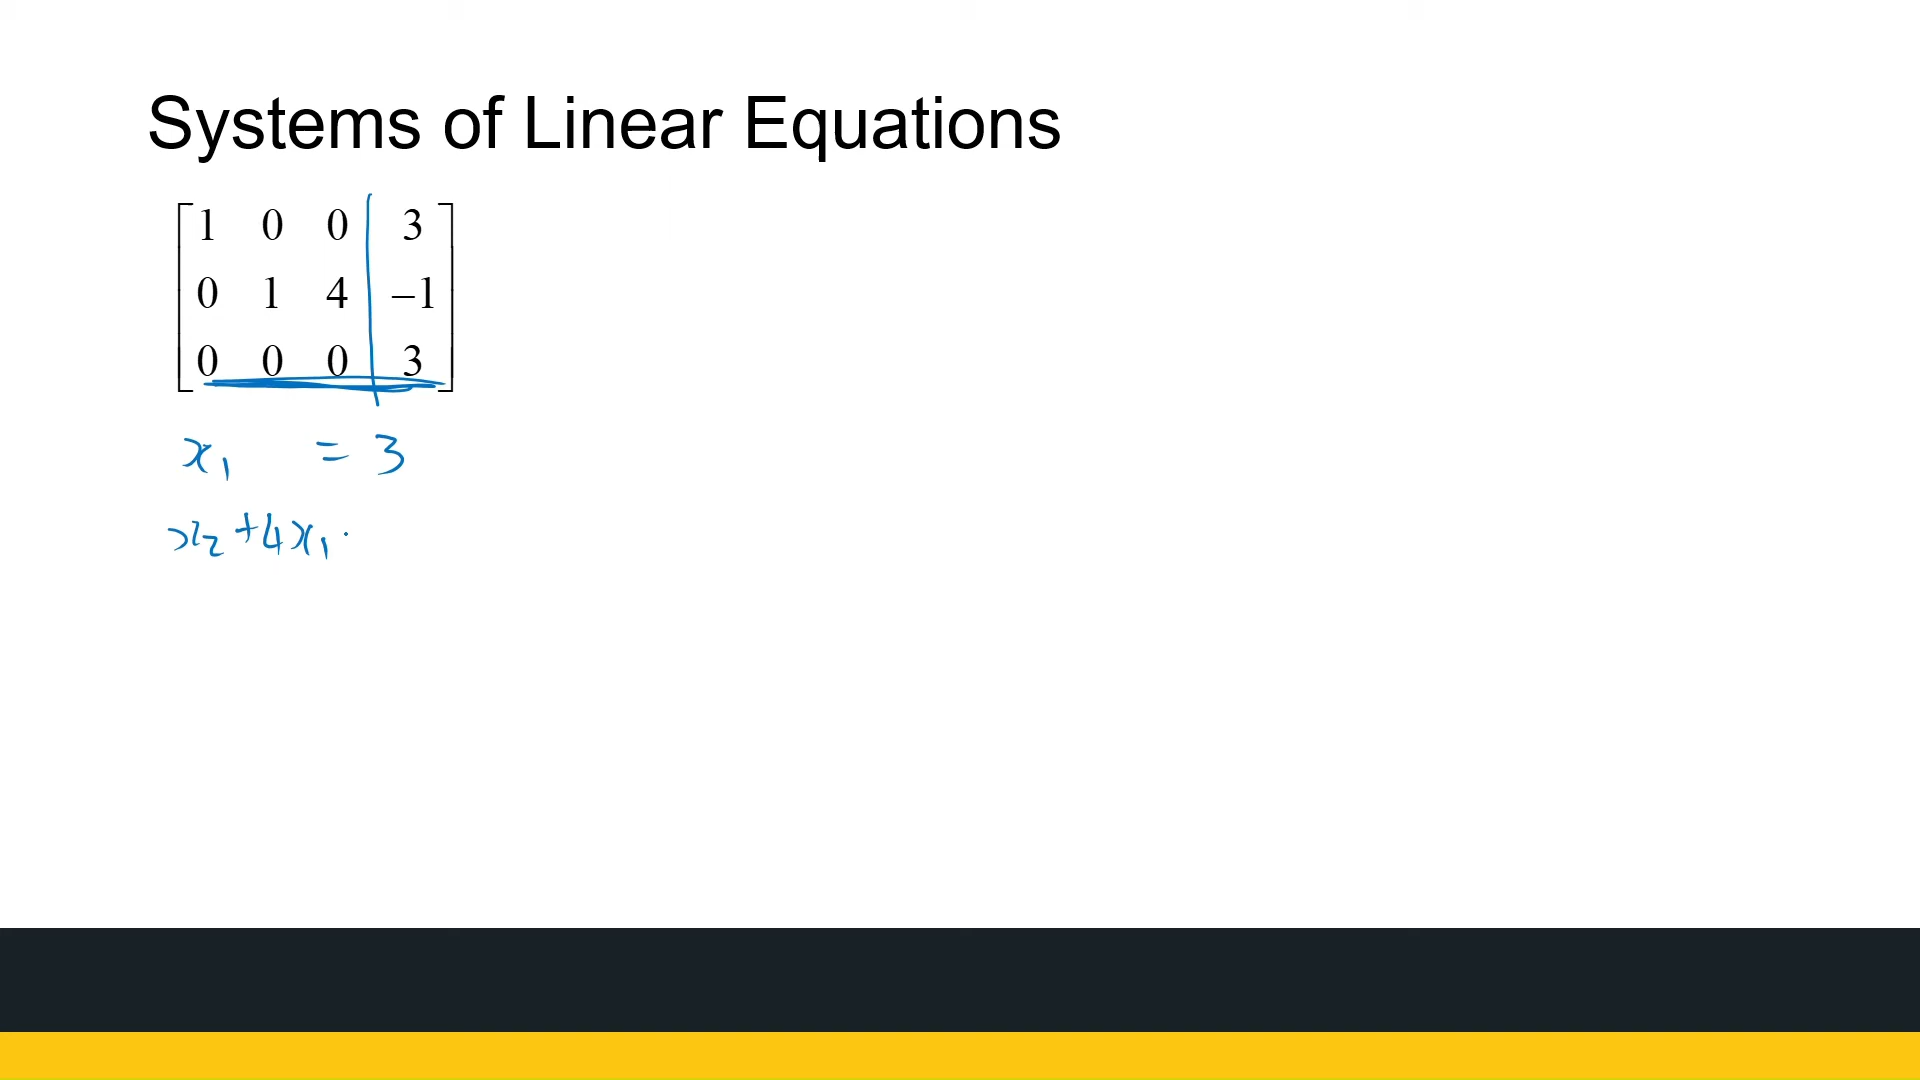 Systems of Linear Equations
1 0 0 3
0 1 4 −1
0 0 0 3
x₁ = 3
x₂ + 4x₁